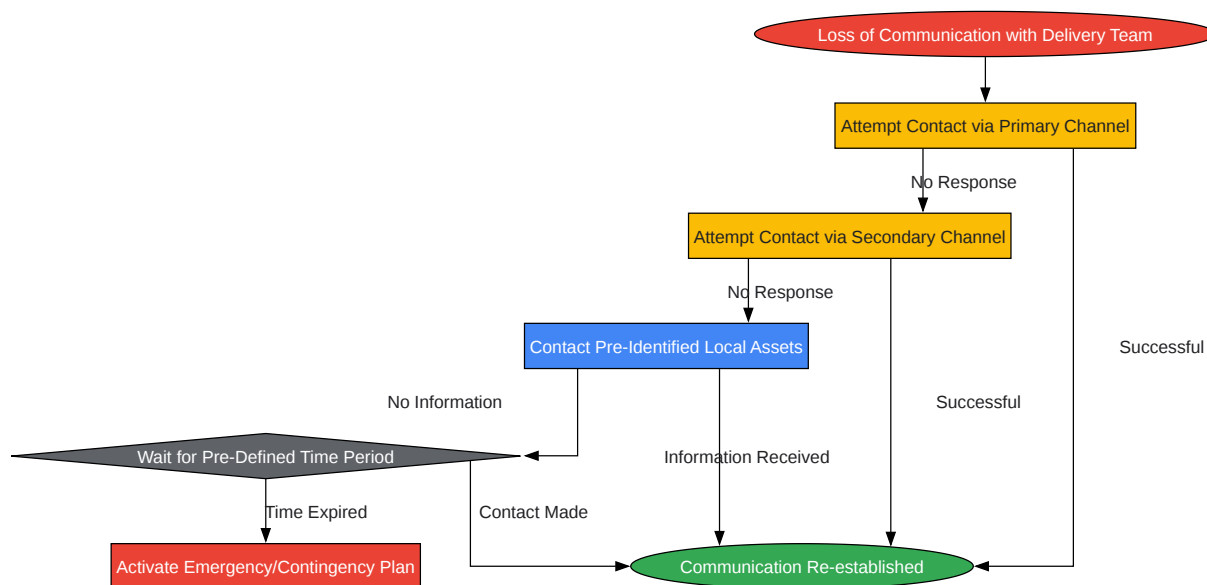 Loss of Communication with Delivery Team
Attempt Contact via Primary Channel
No Response
Attempt Contact via Secondary Channel
No Response
Contact Pre-Identified Local Assets
Successful
No Information
Successful
Wait for Pre-Defined Time Period
Information Received
Time Expired
Contact Made
Activate Emergency/Contingency Plan
Communication Re-established